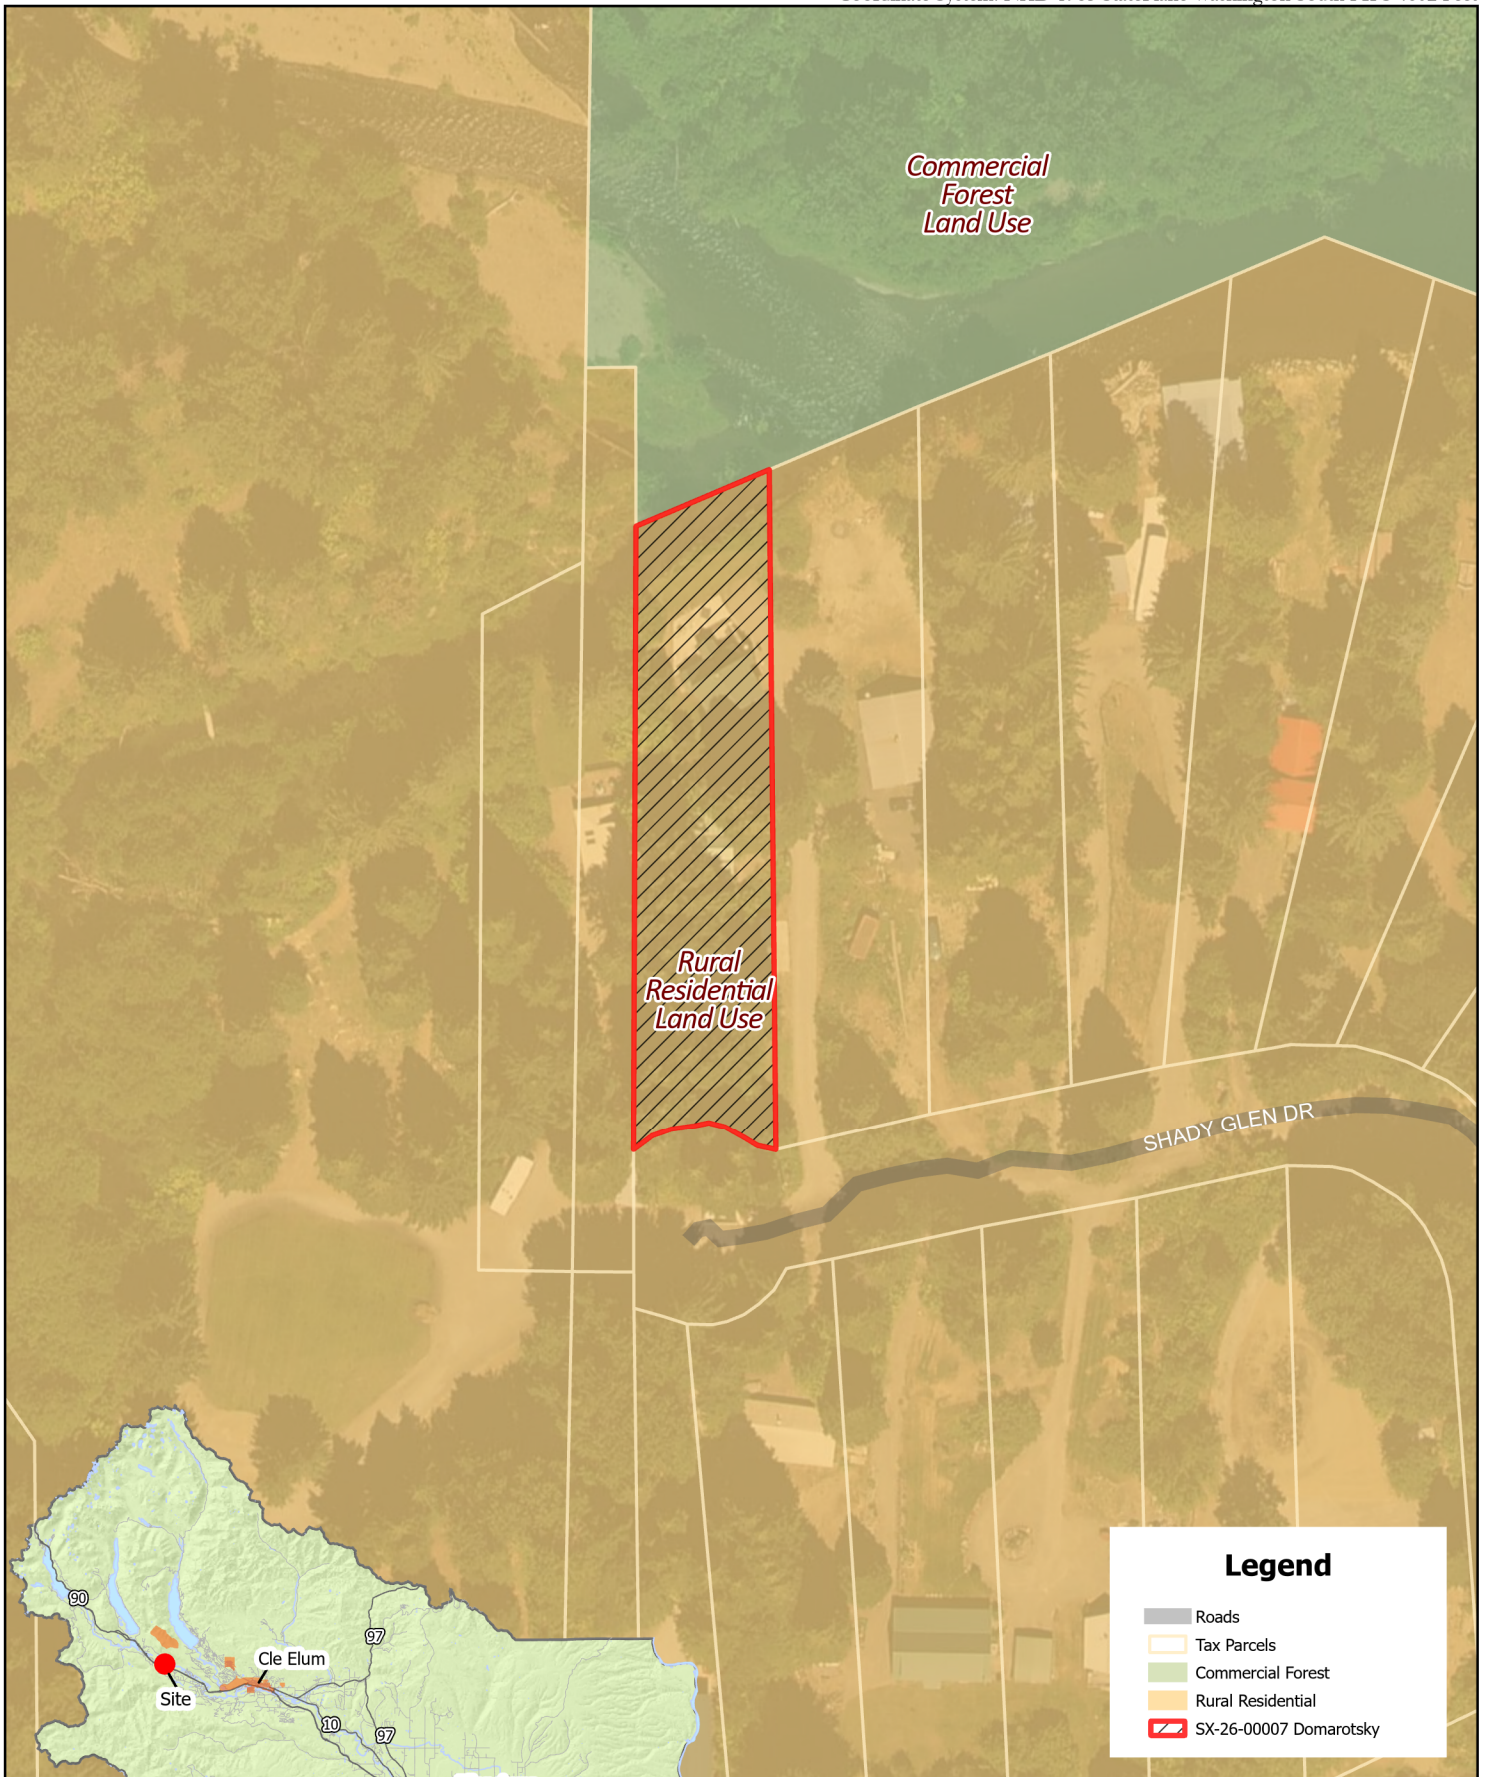 Commercial
Forest
Land Use
Rural
Residential
Land Use
SHADY GLEN DR
90
97
Cle Elum
Site
10
97
Legend
Roads
Tax Parcels
Commercial Forest
Rural Residential
SX-26-00007 Domarotsky